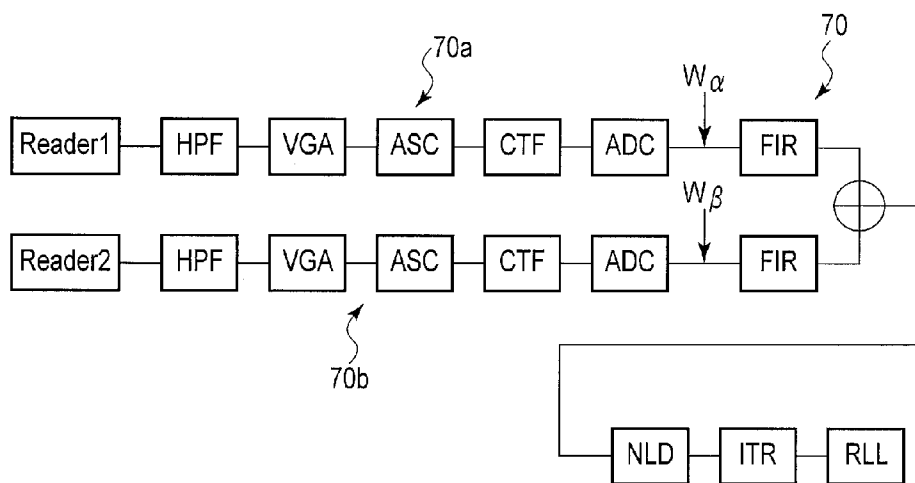 70a
70
Wα
Reader1 HPF VGA ASC CTF ADC FIR
Wβ
Reader2 HPF VGA ASC CTF ADC FIR
70b
NLD ITR RLL